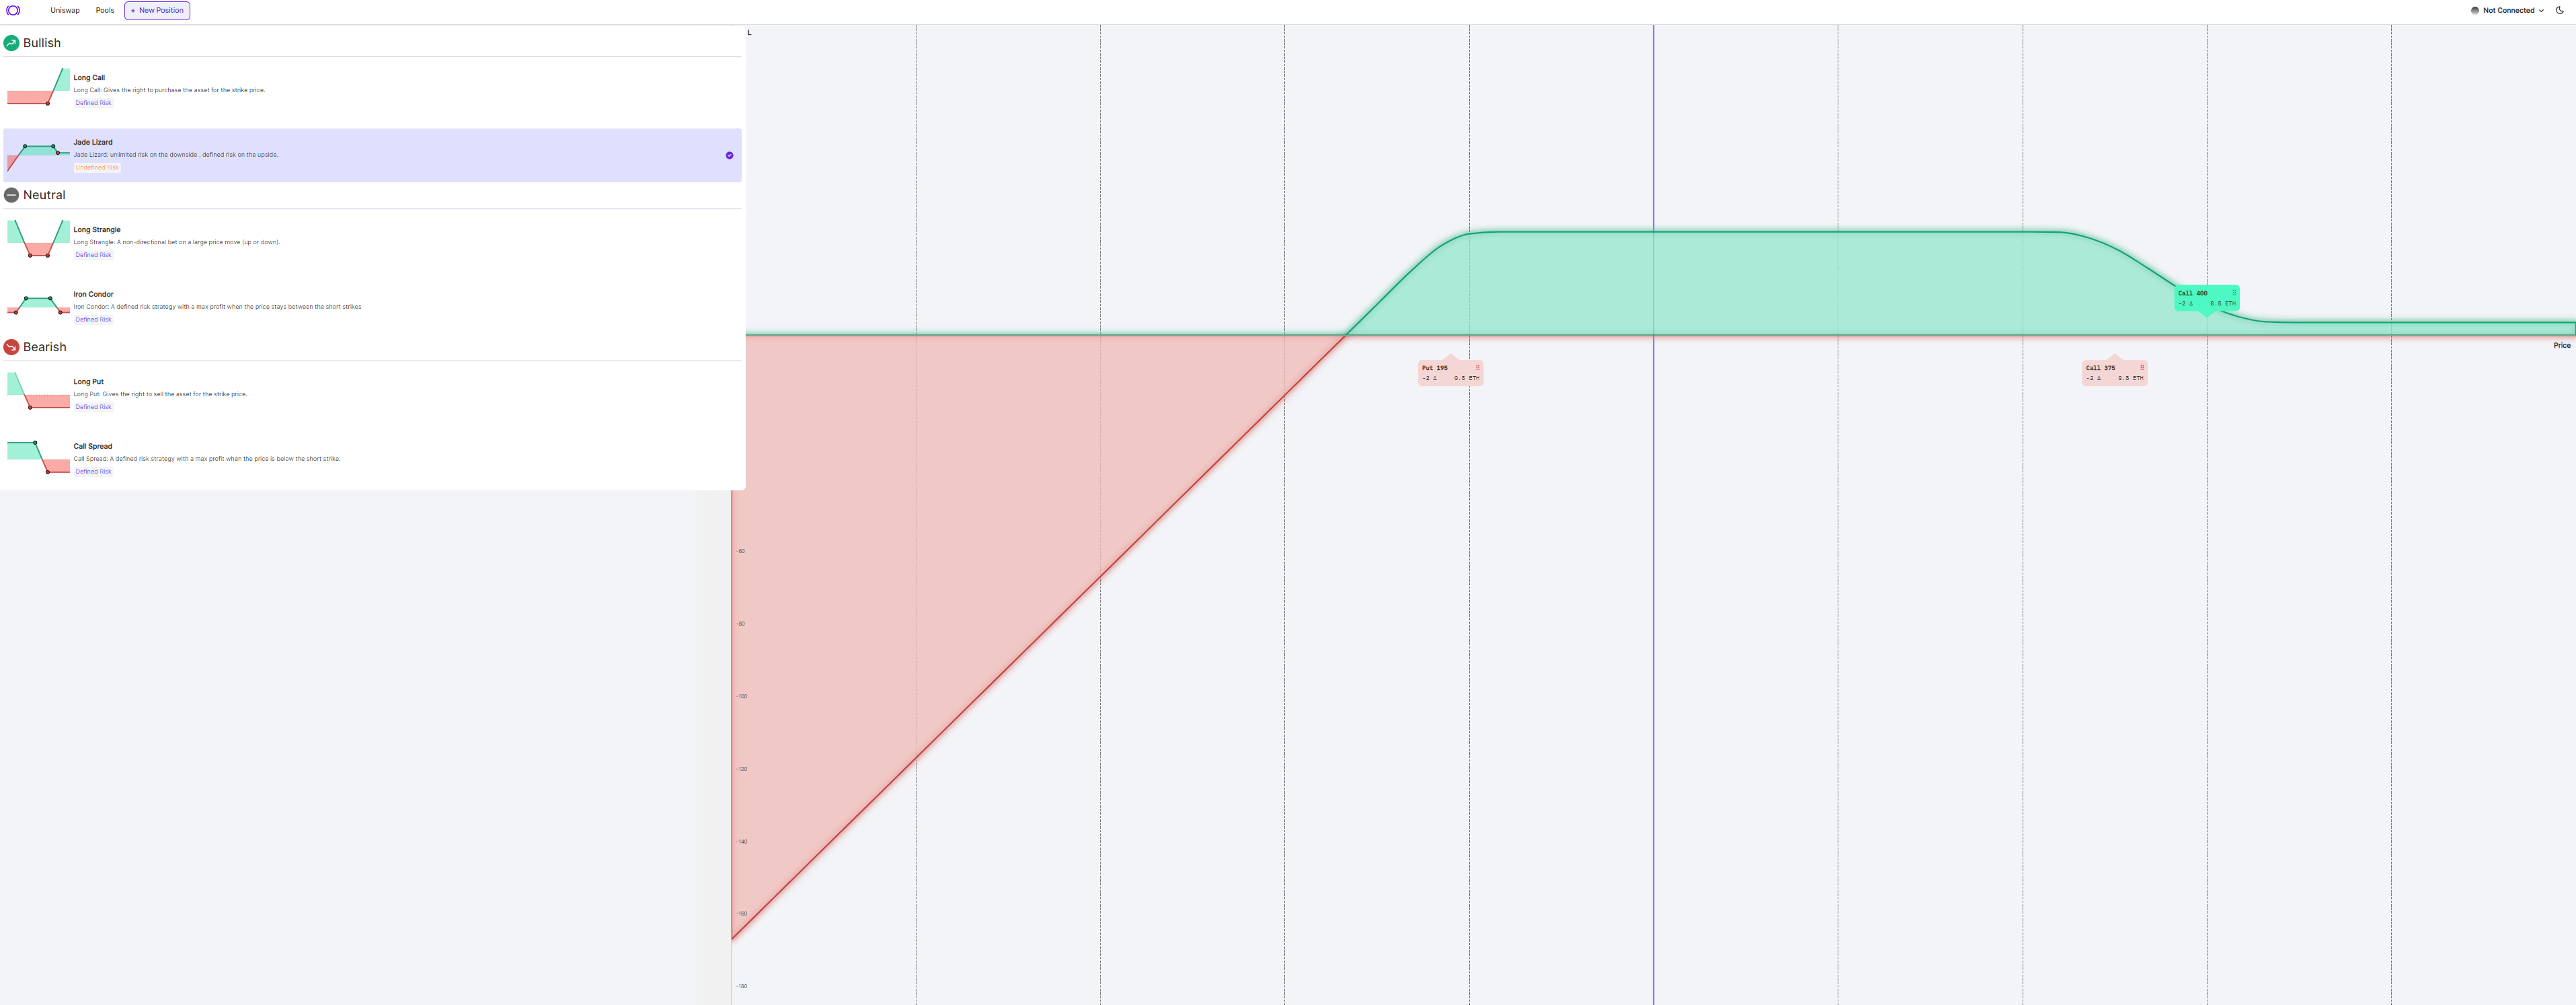 Uniswap
Pools
+ New Position
Not Connected
Bullish
Long Call
Long Call: Gives the right to purchase the asset for the strike price.
Defined Risk
Jade Lizard
Jade Lizard: unlimited risk on the downside , defined risk on the upside.
Undefined Risk
Neutral
Long Strangle
Long Strangle: A non-directional bet on a large price move (up or down).
Defined Risk
Iron Condor
Iron Condor: A defined risk strategy with a max profit when the price stays between the short strikes
Defined Risk
Bearish
Long Put
Long Put: Gives the right to sell the asset for the strike price.
Defined Risk
Call Spread
Call Spread: A defined risk strategy with a max profit when the price is below the short strike.
Defined Risk
L
Call 400
-2 Δ 0.5 ETH
Price
Put 195
-2 Δ 0.5 ETH
Call 375
-2 Δ 0.5 ETH
-60
-80
-100
-120
-140
-160
-180